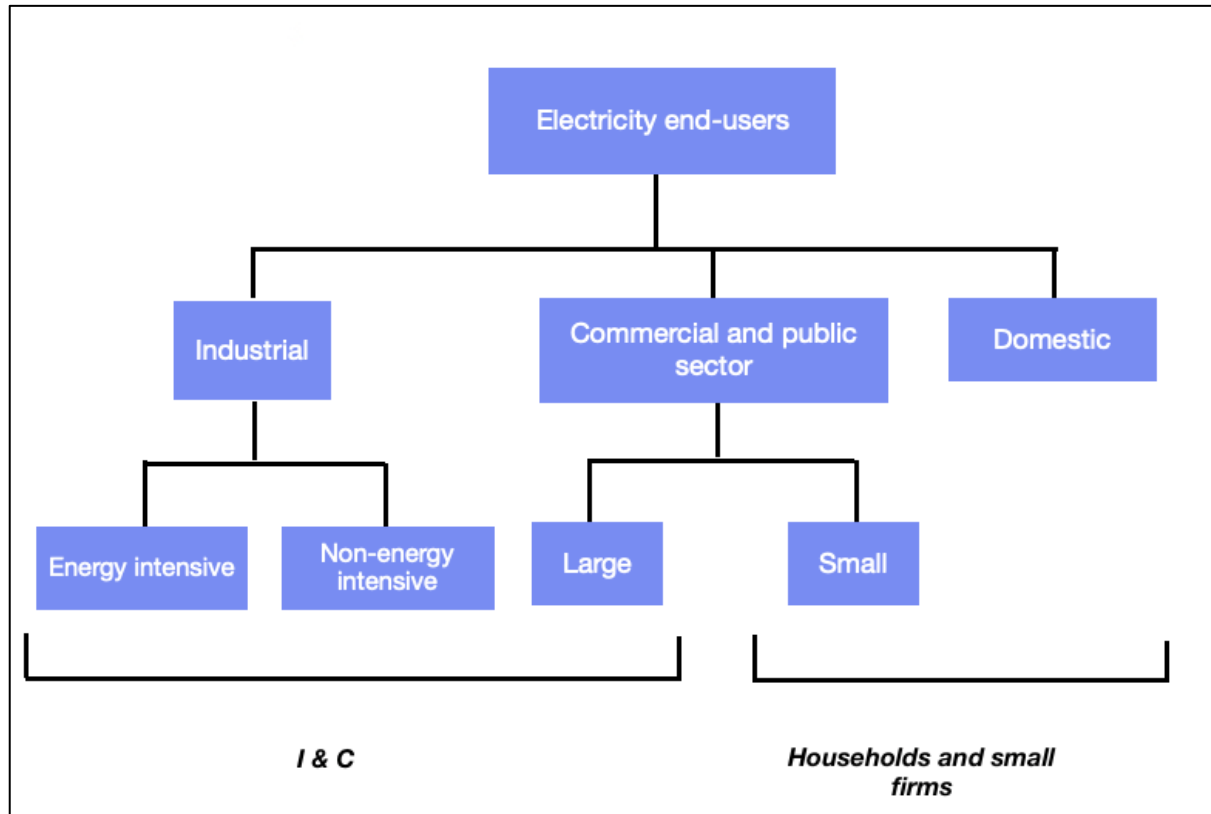 Electricity end-users
Industrial
Commercial and public
sector
Domestic
Energy intensive
Non-energy
intensive
Large
Small
I & C
Households and small
firms